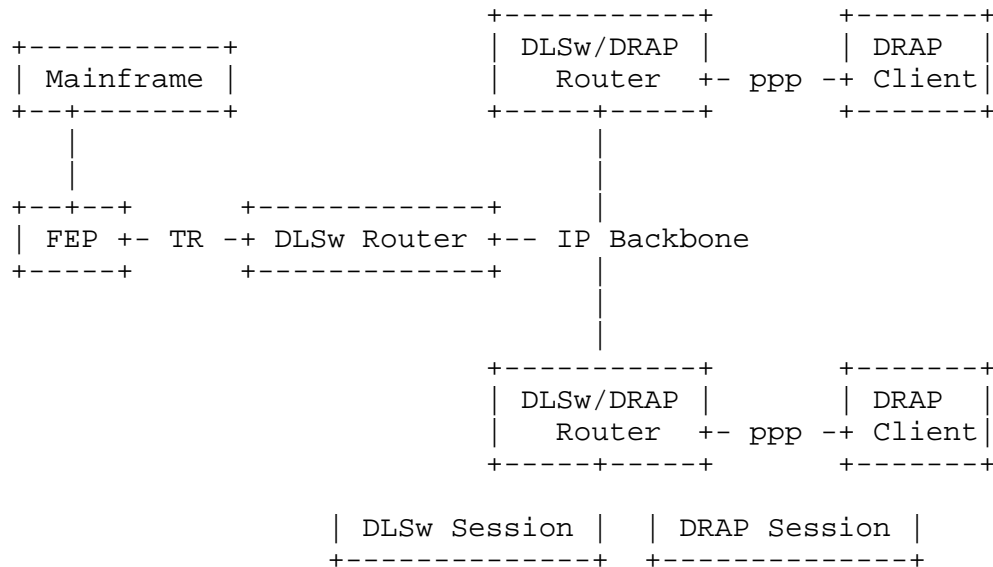 DLSw/DRAP DRAP
Mainframe Router ppp Client
FEP TR DLSw Router IP Backbone
DLSw/DRAP DRAP
Router ppp Client
DLSw Session DRAP Session